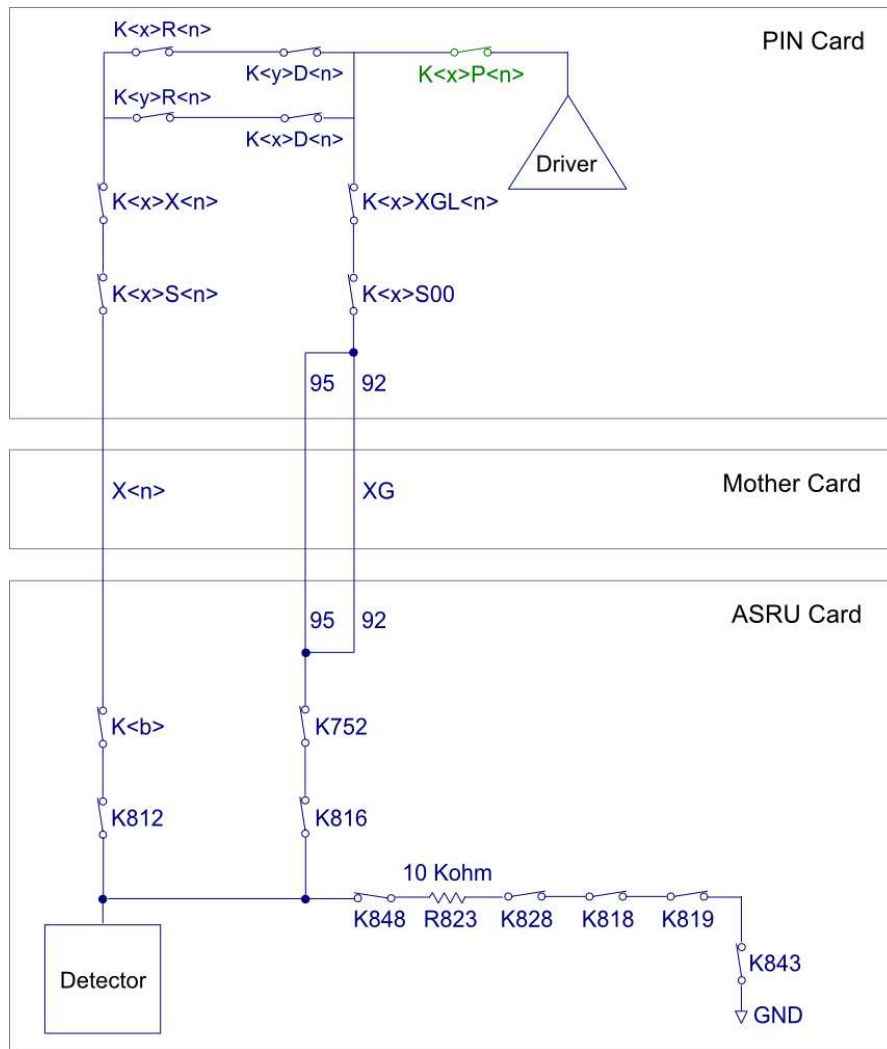 PIN Card
K<x>R<n>
K<y>D<n>
K<x>P<n>
K<y>R<n>
K<x>D<n>
Driver
K<x>X<n>
K<x>XGL<n>
K<x>S<n>
K<x>S00
95
92
X<n>
XG
Mother Card
ASRU Card
95
92
K<b>
K752
K812
K816
10 Kohm
K848
R823
K828
K818
K819
K843
Detector
GND